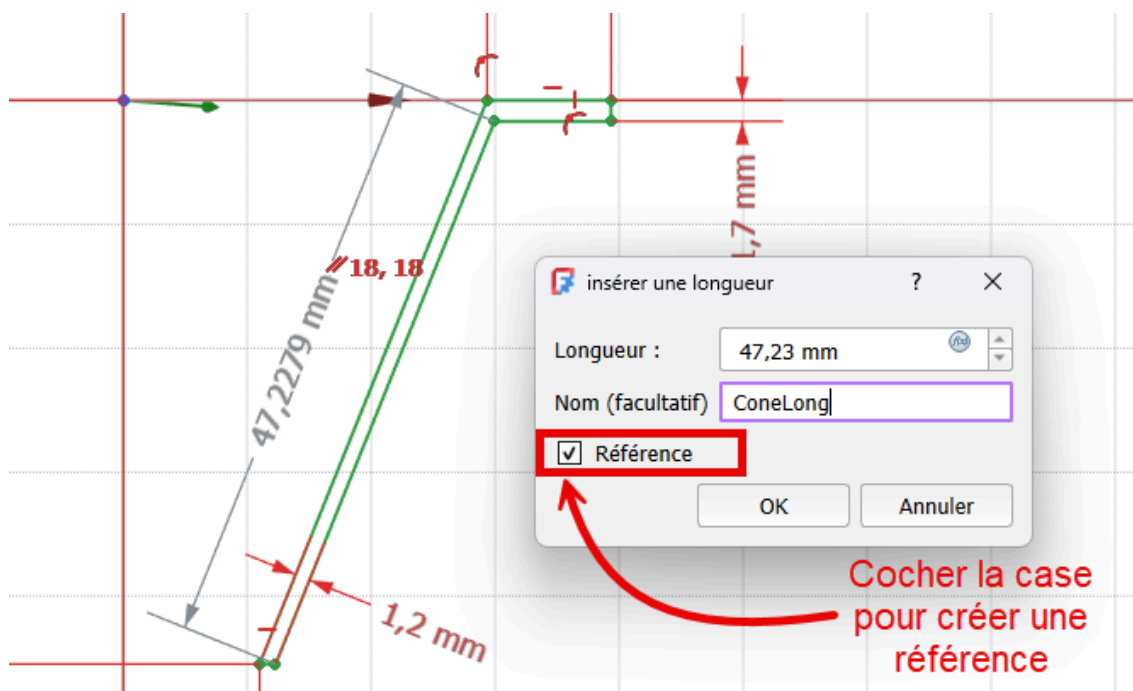 18, 18
47,2279 mm
1,7 mm
1,2 mm
insérer une longueur ? ×
Longueur : 47,23 mm
Nom (facultatif) ConeLong
Référence
OK Annuler
Cocher la case
pour créer une
référence